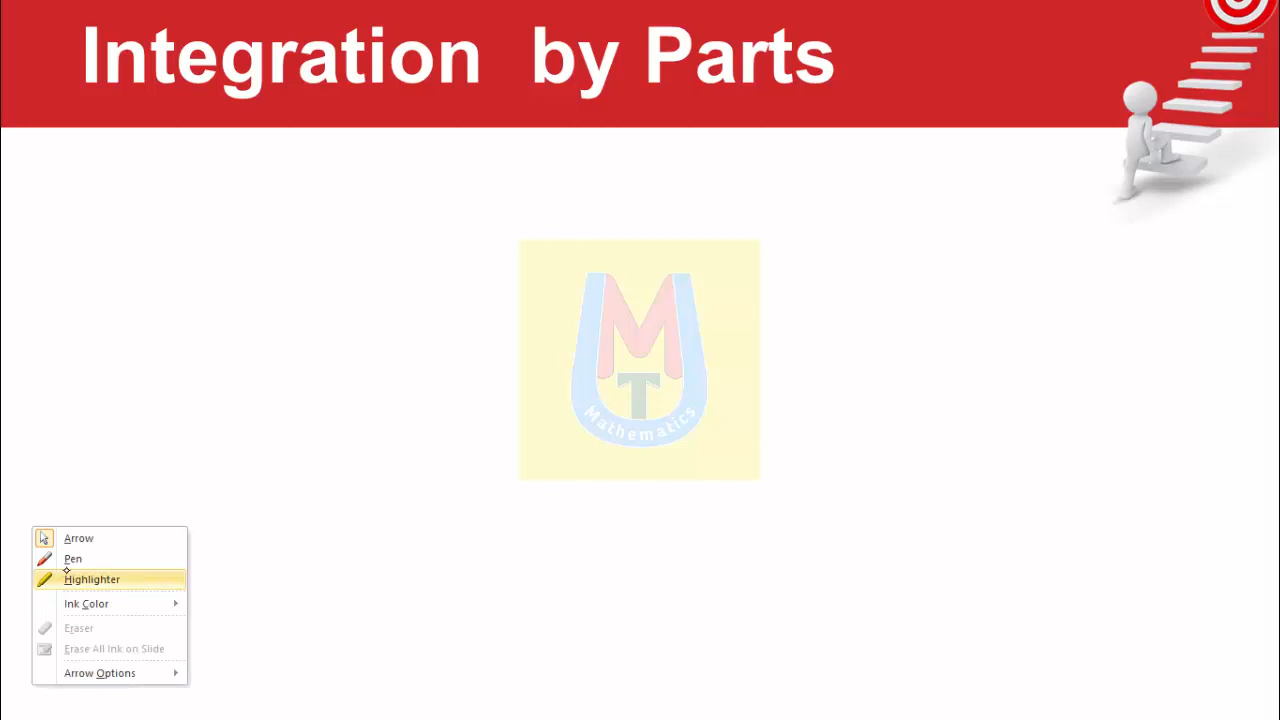 Integration by Parts
M
T
Mathematics
Arrow
Pen
Highlighter
Ink Color
Eraser
Erase All Ink on Slide
Arrow Options